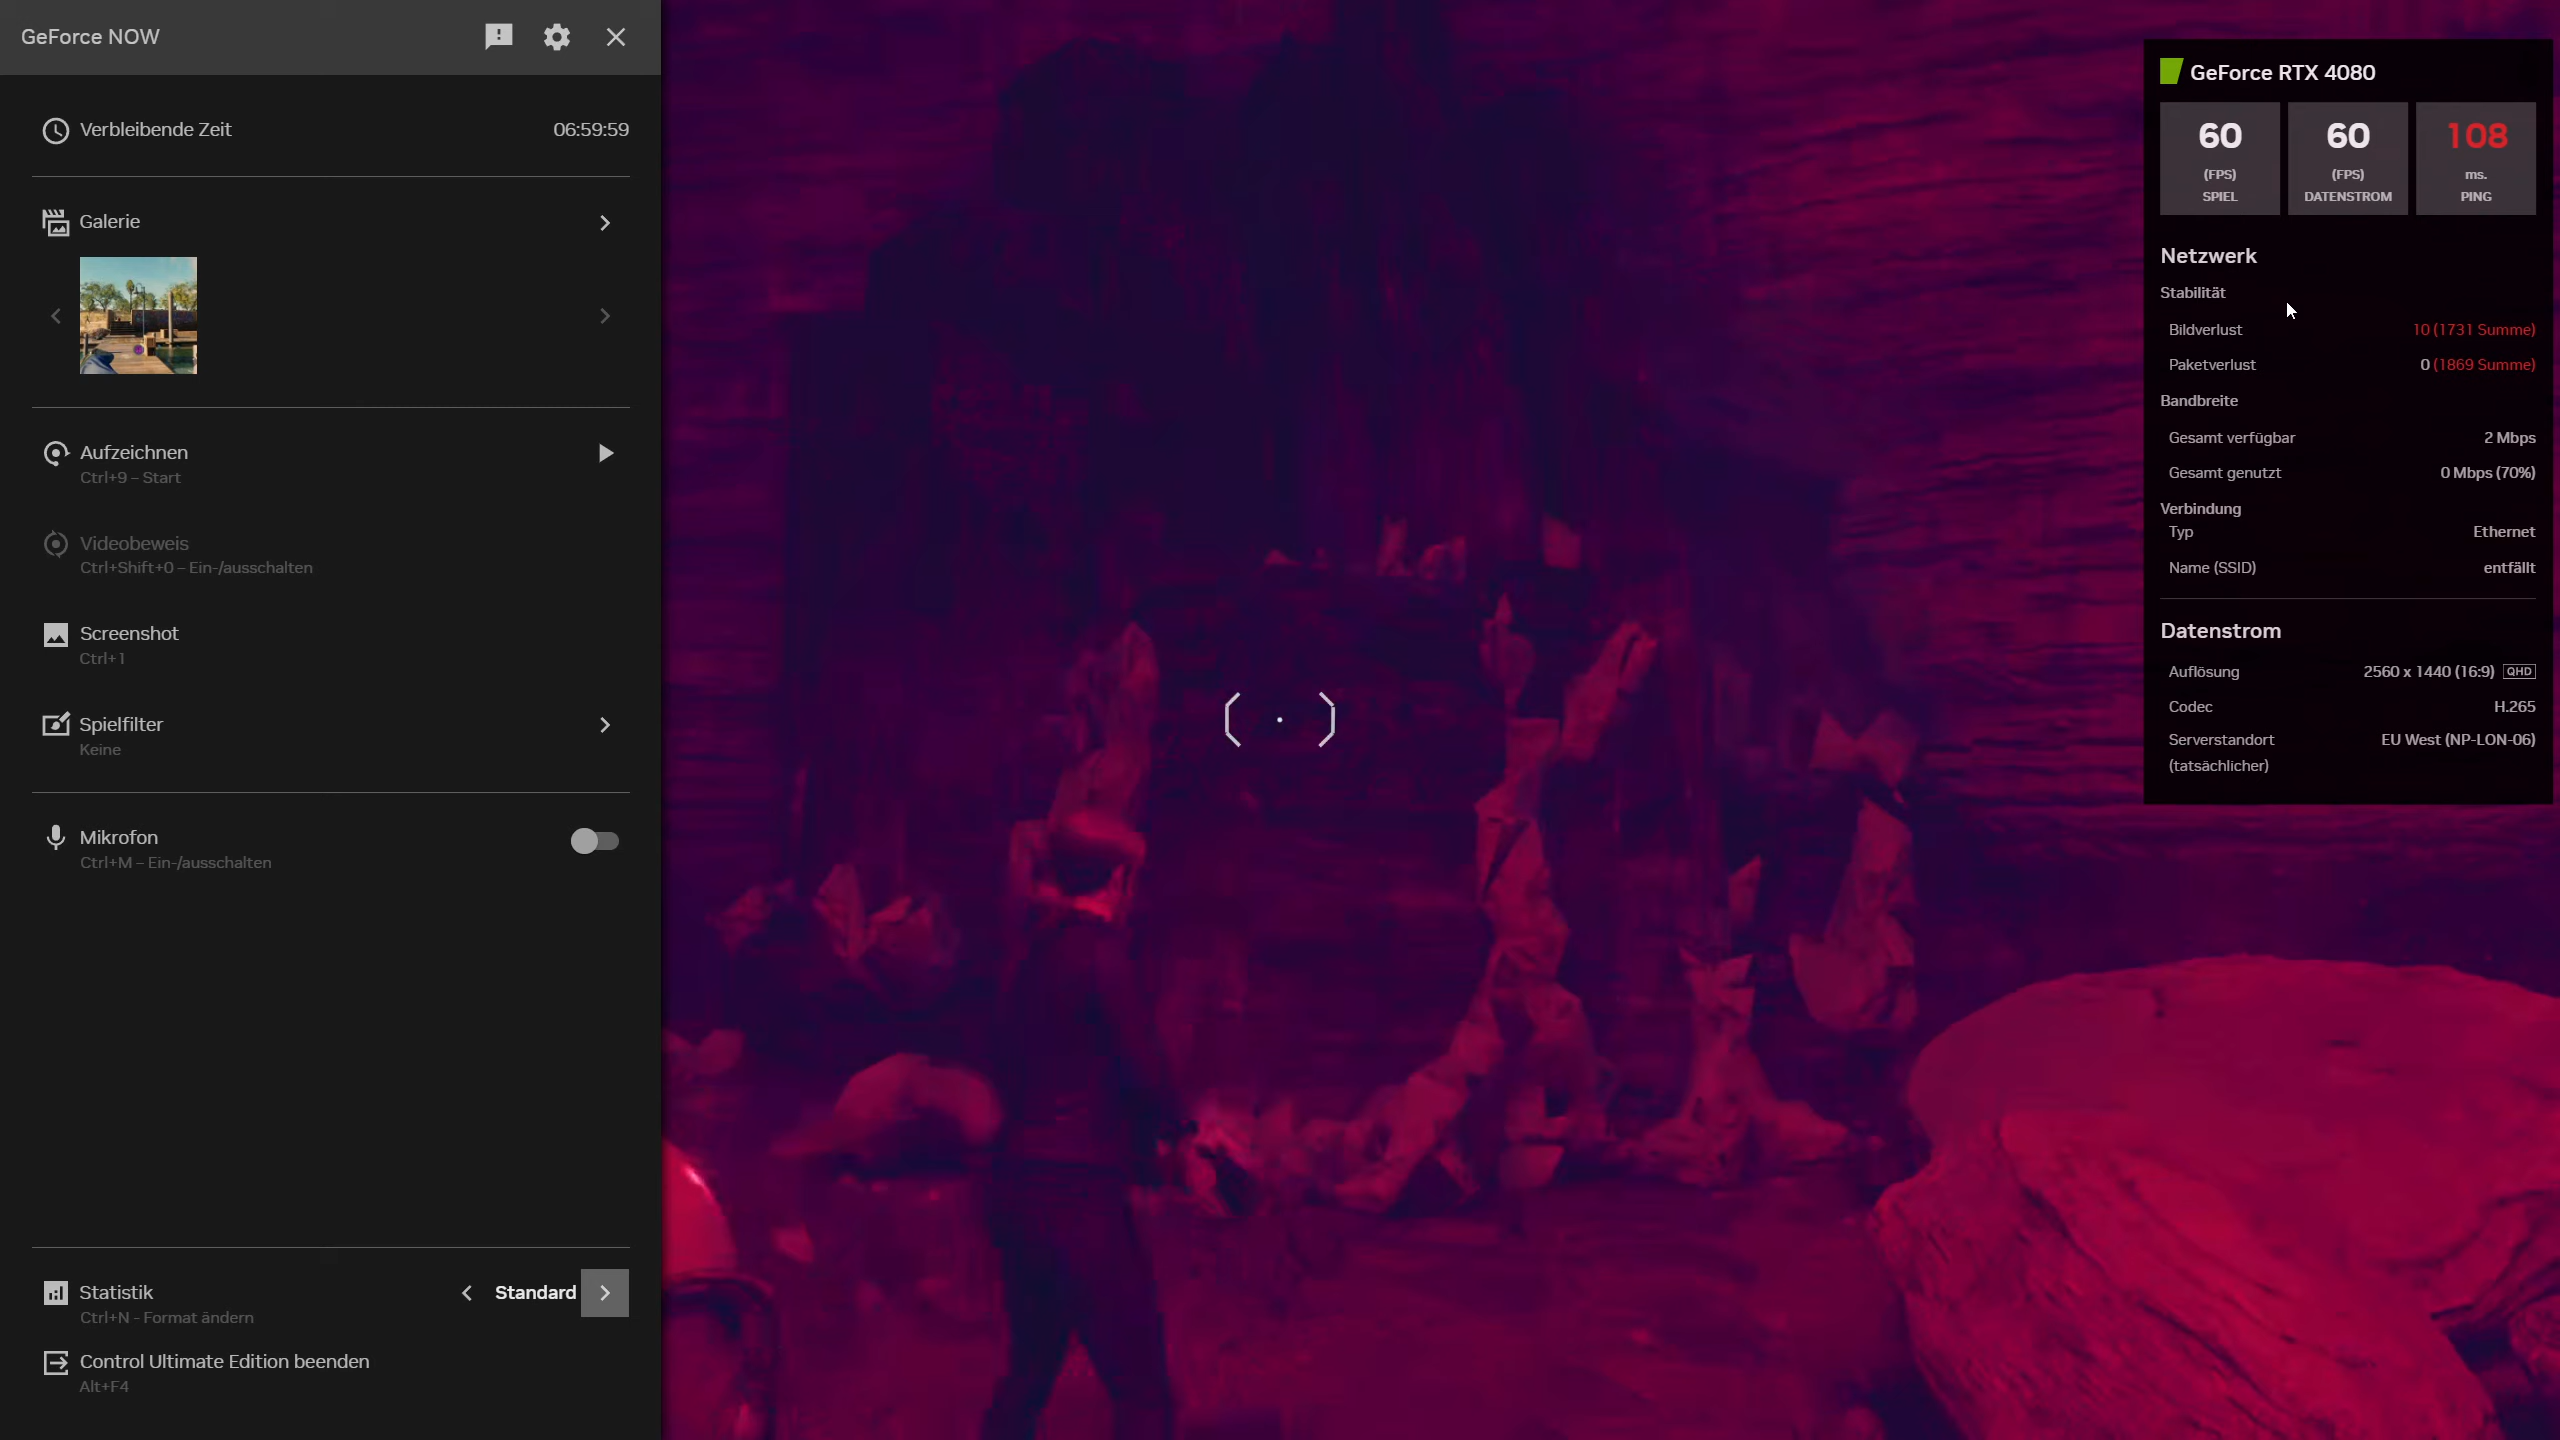 GeForce NOW
Verbleibende Zeit 06:59:59
Galerie
Aufzeichnen
Ctrl+9 – Start
Videobeweis
Ctrl+Shift+0 – Ein-/ausschalten
Screenshot
Ctrl+1
Spielfilter
Keine
Mikrofon
Ctrl+M – Ein-/ausschalten
Statistik Standard
Ctrl+N - Format ändern
Control Ultimate Edition beenden
Alt+F4
GeForce RTX 4080
60 60 108
(FPS) (FPS) ms.
SPIEL DATENSTROM PING
Netzwerk
Stabilität
Bildverlust 10 (1731 Summe)
Paketverlust 0 (1869 Summe)
Bandbreite
Gesamt verfügbar 2 Mbps
Gesamt genutzt 0 Mbps (70%)
Verbindung
Typ Ethernet
Name (SSID) entfällt
Datenstrom
Auflösung 2560 x 1440 (16:9) QHD
Codec H.265
Serverstandort EU West (NP-LON-06)
(tatsächlicher)